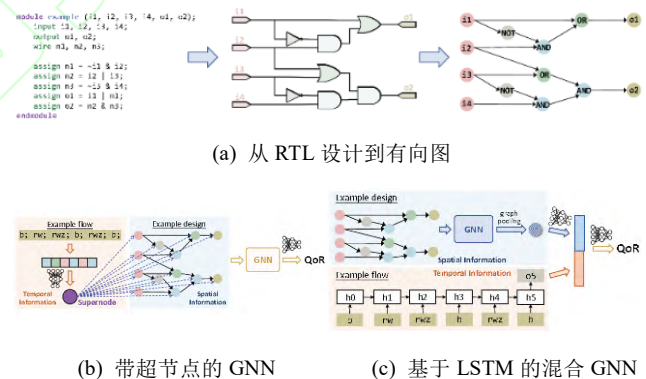 module example (i1, i2, i3, i4, o1, o2);
input i1, i2, i3, i4;
output o1, o2;
wire n1, n2, n3;
assign n1 = ~i1 & i2;
assign n2 = i2 | i3;
assign n3 = ~i3 & i4;
assign o1 = i1 | n1;
assign o2 = n2 & n3;
endmodule
i1
i2
i3
i4
o1
o2
i1
i2
i3
i4
NOT
AND
OR
OR
NOT
AND
AND
o1
o2
(a) 从 RTL 设计到有向图
Example flow
b; rw; rwz; b; rwz; b;
Temporal
Information
Supernode
Example design
Spatial
Information
GNN
QoR
Example design
GNN
graph
pooling
Spatial Information
Temporal Information
Example flow
o5
h0
h1
h2
h3
h4
h5
rw
rwz
rwz
QoR
(b) 带超节点的 GNN
(c) 基于 LSTM 的混合 GNN